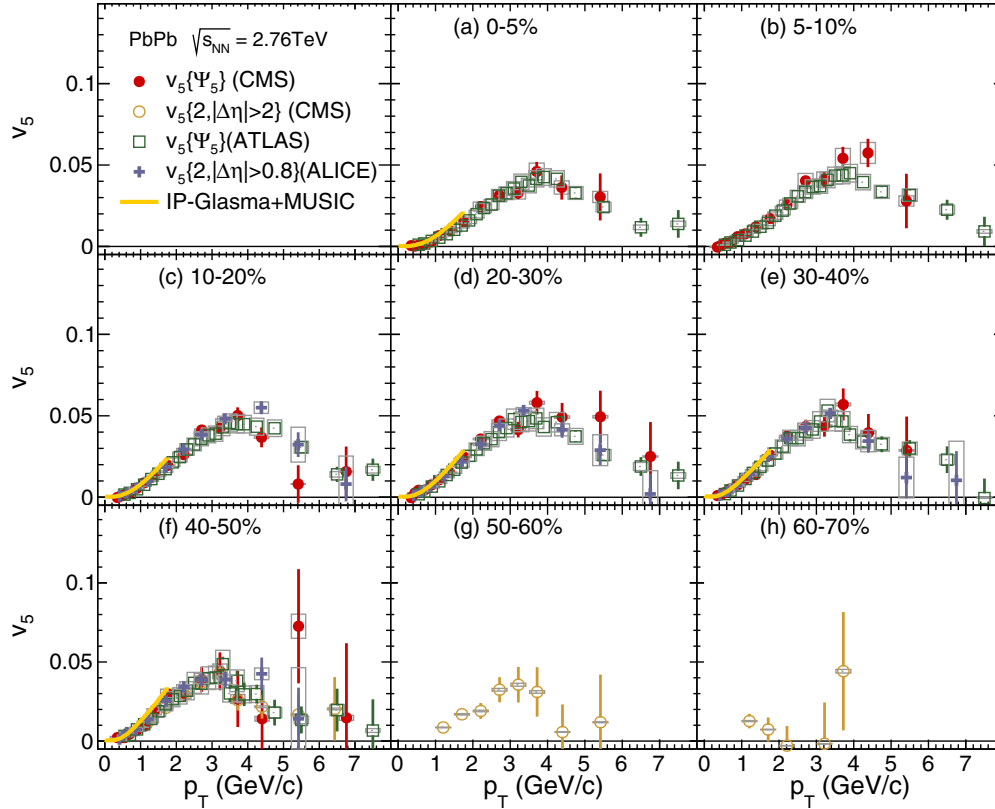 PbPb √s_NN = 2.76TeV
v₅{Ψ₅} (CMS)
v₅{2,|Δη|>2} (CMS)
v₅{Ψ₅}(ATLAS)
v₅{2,|Δη|>0.8}(ALICE)
IP-Glasma+MUSIC
(a) 0-5%
(b) 5-10%
0.1
0.05
0
v₅
(c) 10-20%
(d) 20-30%
(e) 30-40%
0.1
0.05
0
v₅
(f) 40-50%
(g) 50-60%
(h) 60-70%
0.1
0.05
0
v₅
0 1 2 3 4 5 6 7
0 1 2 3 4 5 6 7
0 1 2 3 4 5 6 7
p_T (GeV/c)
p_T (GeV/c)
p_T (GeV/c)